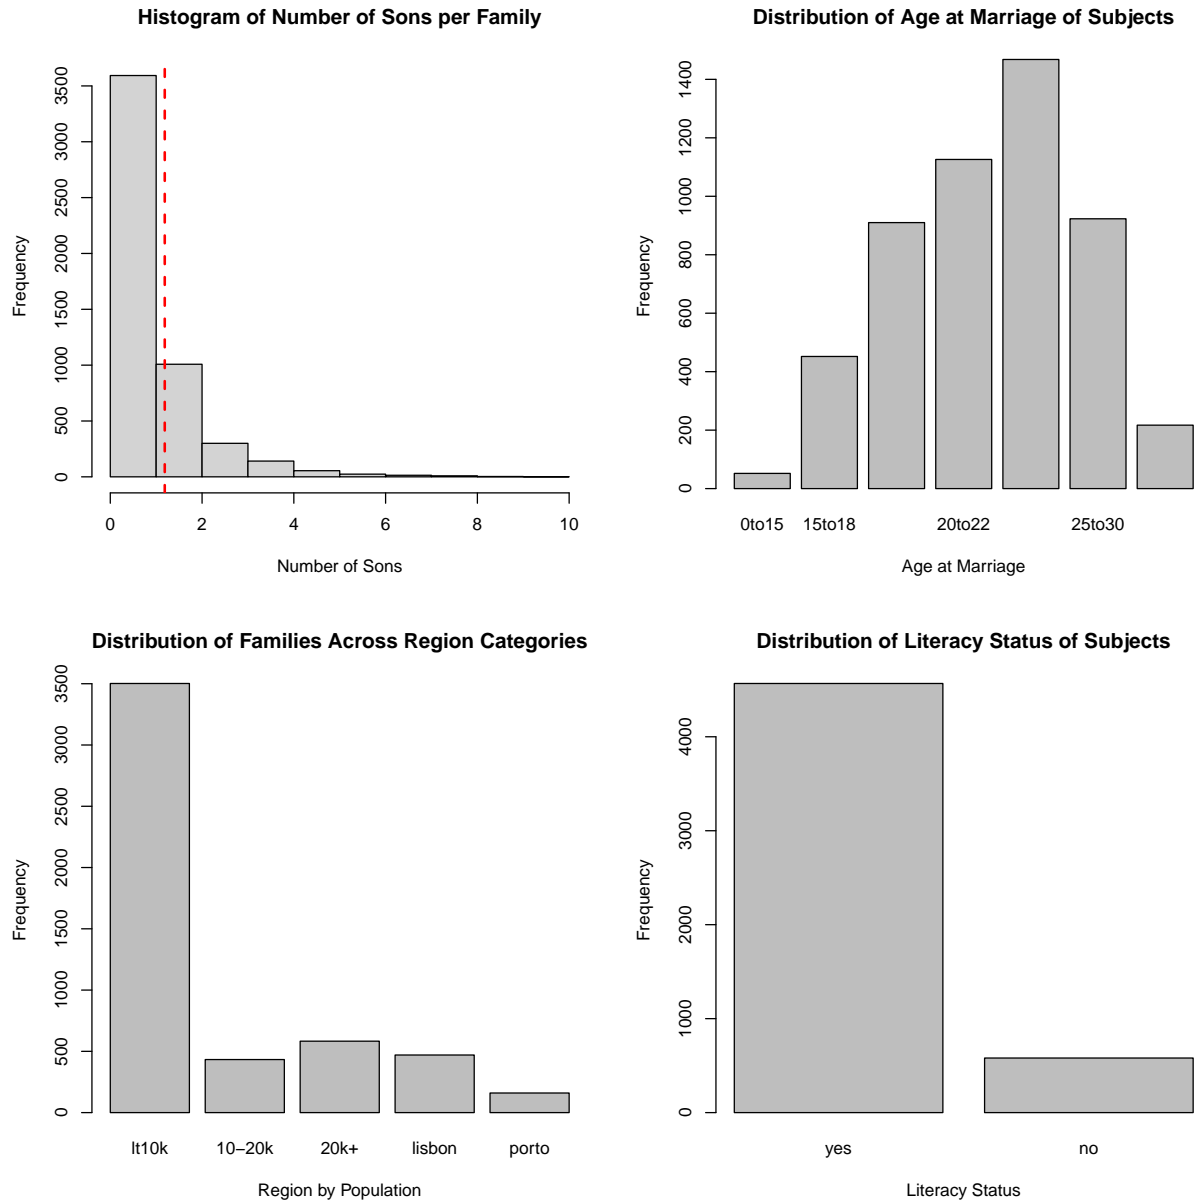 Histogram of Number of Sons per Family
Frequency
3500
3000
2500
2000
1500
1000
500
0
0 2 4 6 8 10
Number of Sons
Distribution of Age at Marriage of Subjects
Frequency
1400
1200
1000
800
600
400
200
0
0to15 15to18 20to22 25to30
Age at Marriage
Distribution of Families Across Region Categories
Frequency
3500
3000
2500
2000
1500
1000
500
0
lt10k 10−20k 20k+ lisbon porto
Region by Population
Distribution of Literacy Status of Subjects
Frequency
4000
3000
2000
1000
0
yes no
Literacy Status